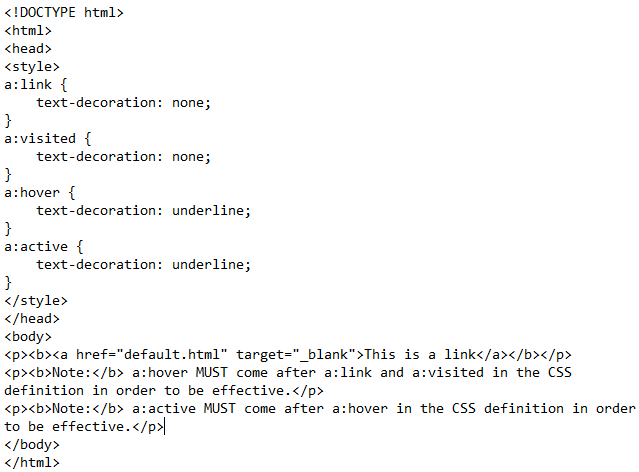 <!DOCTYPE html>
<html>
<head>
<style>
a:link {
    text-decoration: none;
}
a:visited {
    text-decoration: none;
}
a:hover {
    text-decoration: underline;
}
a:active {
    text-decoration: underline;
}
</style>
</head>
<body>
<p><b><a href="default.html" target="_blank">This is a link</a></b></p>
<p><b>Note:</b> a:hover MUST come after a:link and a:visited in the CSS
definition in order to be effective.</p>
<p><b>Note:</b> a:active MUST come after a:hover in the CSS definition in order
to be effective.</p>
</body>
</html>